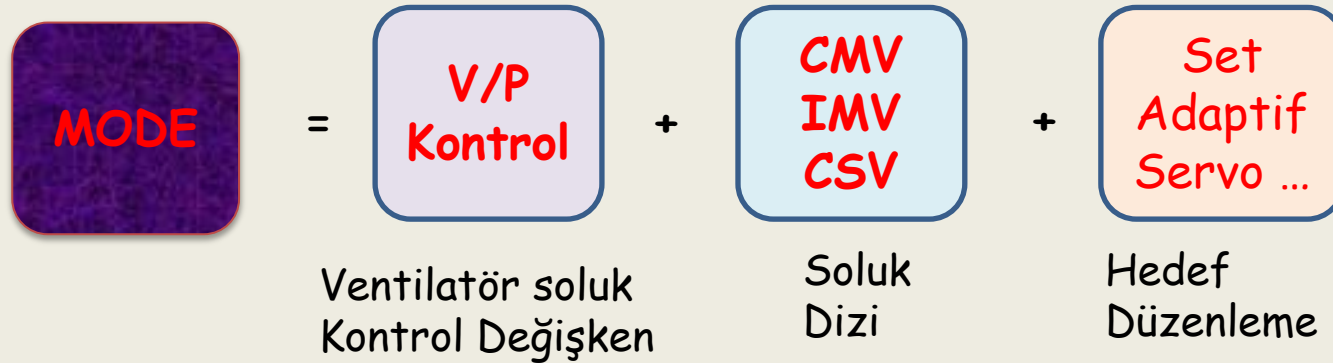 MODE
=
V/P
Kontrol
+
CMV
IMV
CSV
+
Set
Adaptif
Servo ...
Ventilatör soluk
Kontrol Değişken
Soluk
Dizi
Hedef
Düzenleme